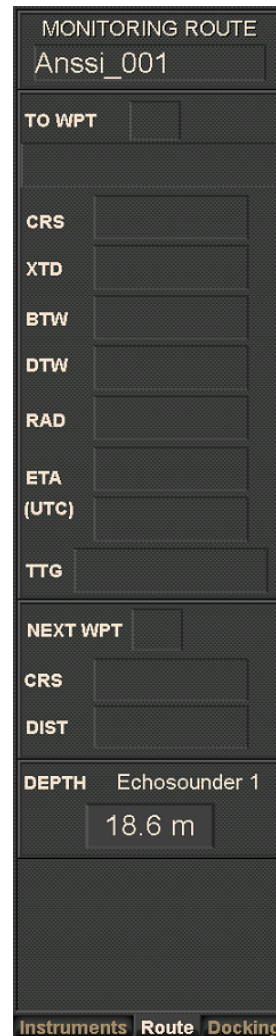 MONITORING ROUTE
Anssi_001
TO WPT
CRS
XTD
BTW
DTW
RAD
ETA
(UTC)
TTG
NEXT WPT
CRS
DIST
DEPTH Echosounder 1
18.6 m
Instruments Route Docking